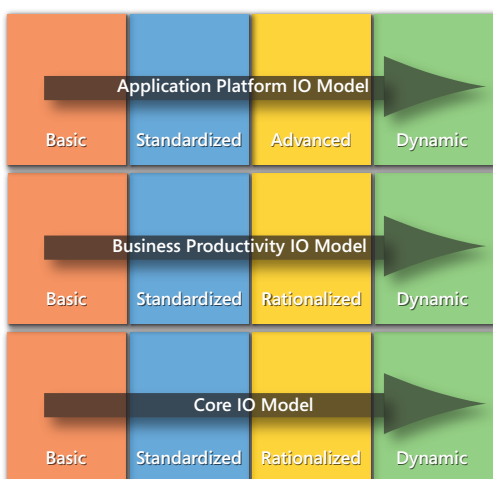 Application Platform IO Model
Basic Standardized Advanced Dynamic
Business Productivity IO Model
Basic Standardized Rationalized Dynamic
Core IO Model
Basic Standardized Rationalized Dynamic